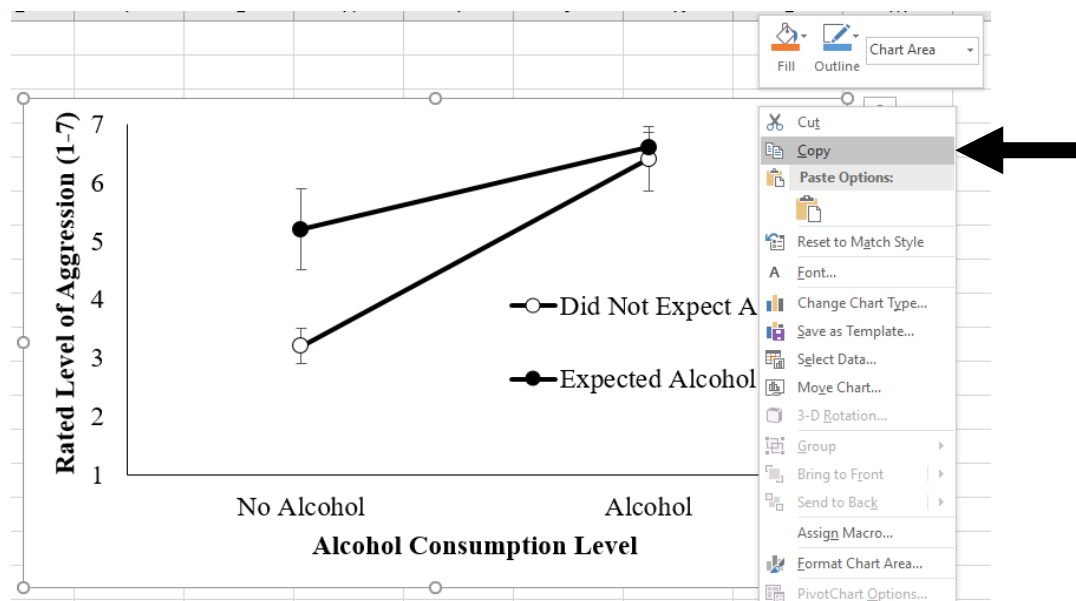 Fill Outline Chart Area
Rated Level of Aggression (1-7)
7
6
5
4
3
2
1
Did Not Expect A
Expected Alcohol
No Alcohol Alcohol
Alcohol Consumption Level
Cut
Copy
Paste Options:
Reset to Match Style
A Font...
Change Chart Type...
Save as Template...
Select Data...
Move Chart...
3-D Rotation...
Group
Bring to Front
Send to Back
Assign Macro...
Format Chart Area...
PivotChart Options...